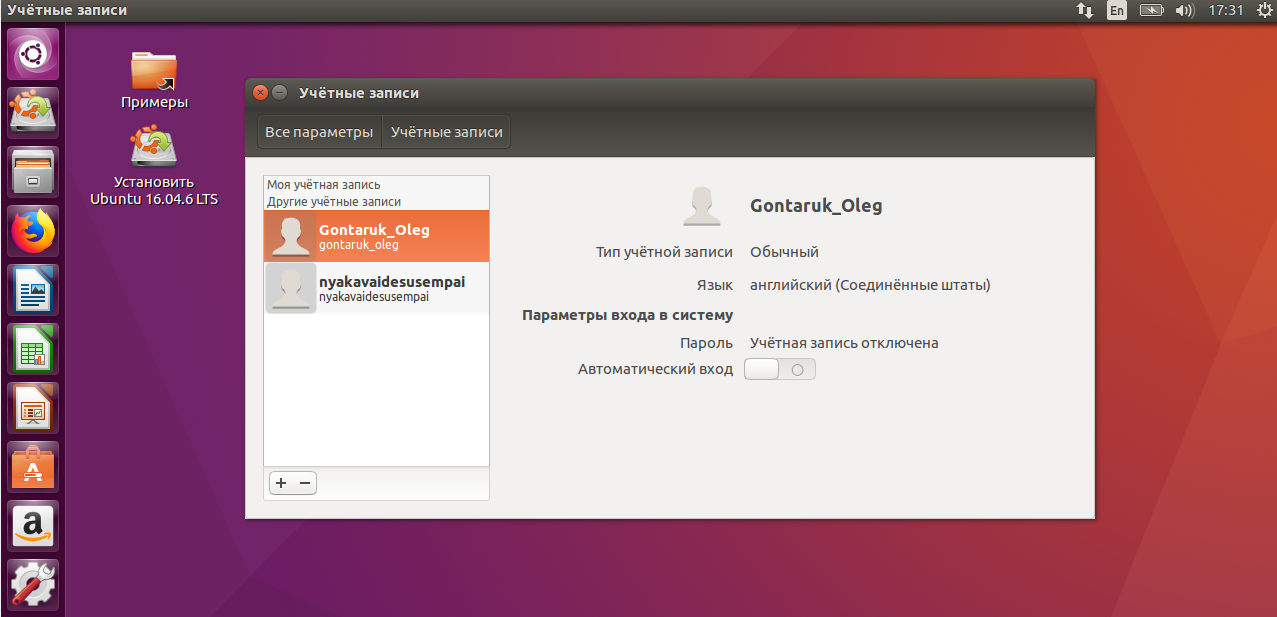 Учётные записи
En
17:31
Примеры
Установить
Ubuntu 16.04.6 LTS
Учётные записи
Все параметры
Учётные записи
Моя учётная запись
Другие учётные записи
Gontaruk_Oleg
gontaruk_oleg
nyakavaidesusempai
nyakavaidesusempai
Gontaruk_Oleg
Тип учётной записи Обычный
Язык английский (Соединённые штаты)
Параметры входа в систему
Пароль Учётная запись отключена
Автоматический вход